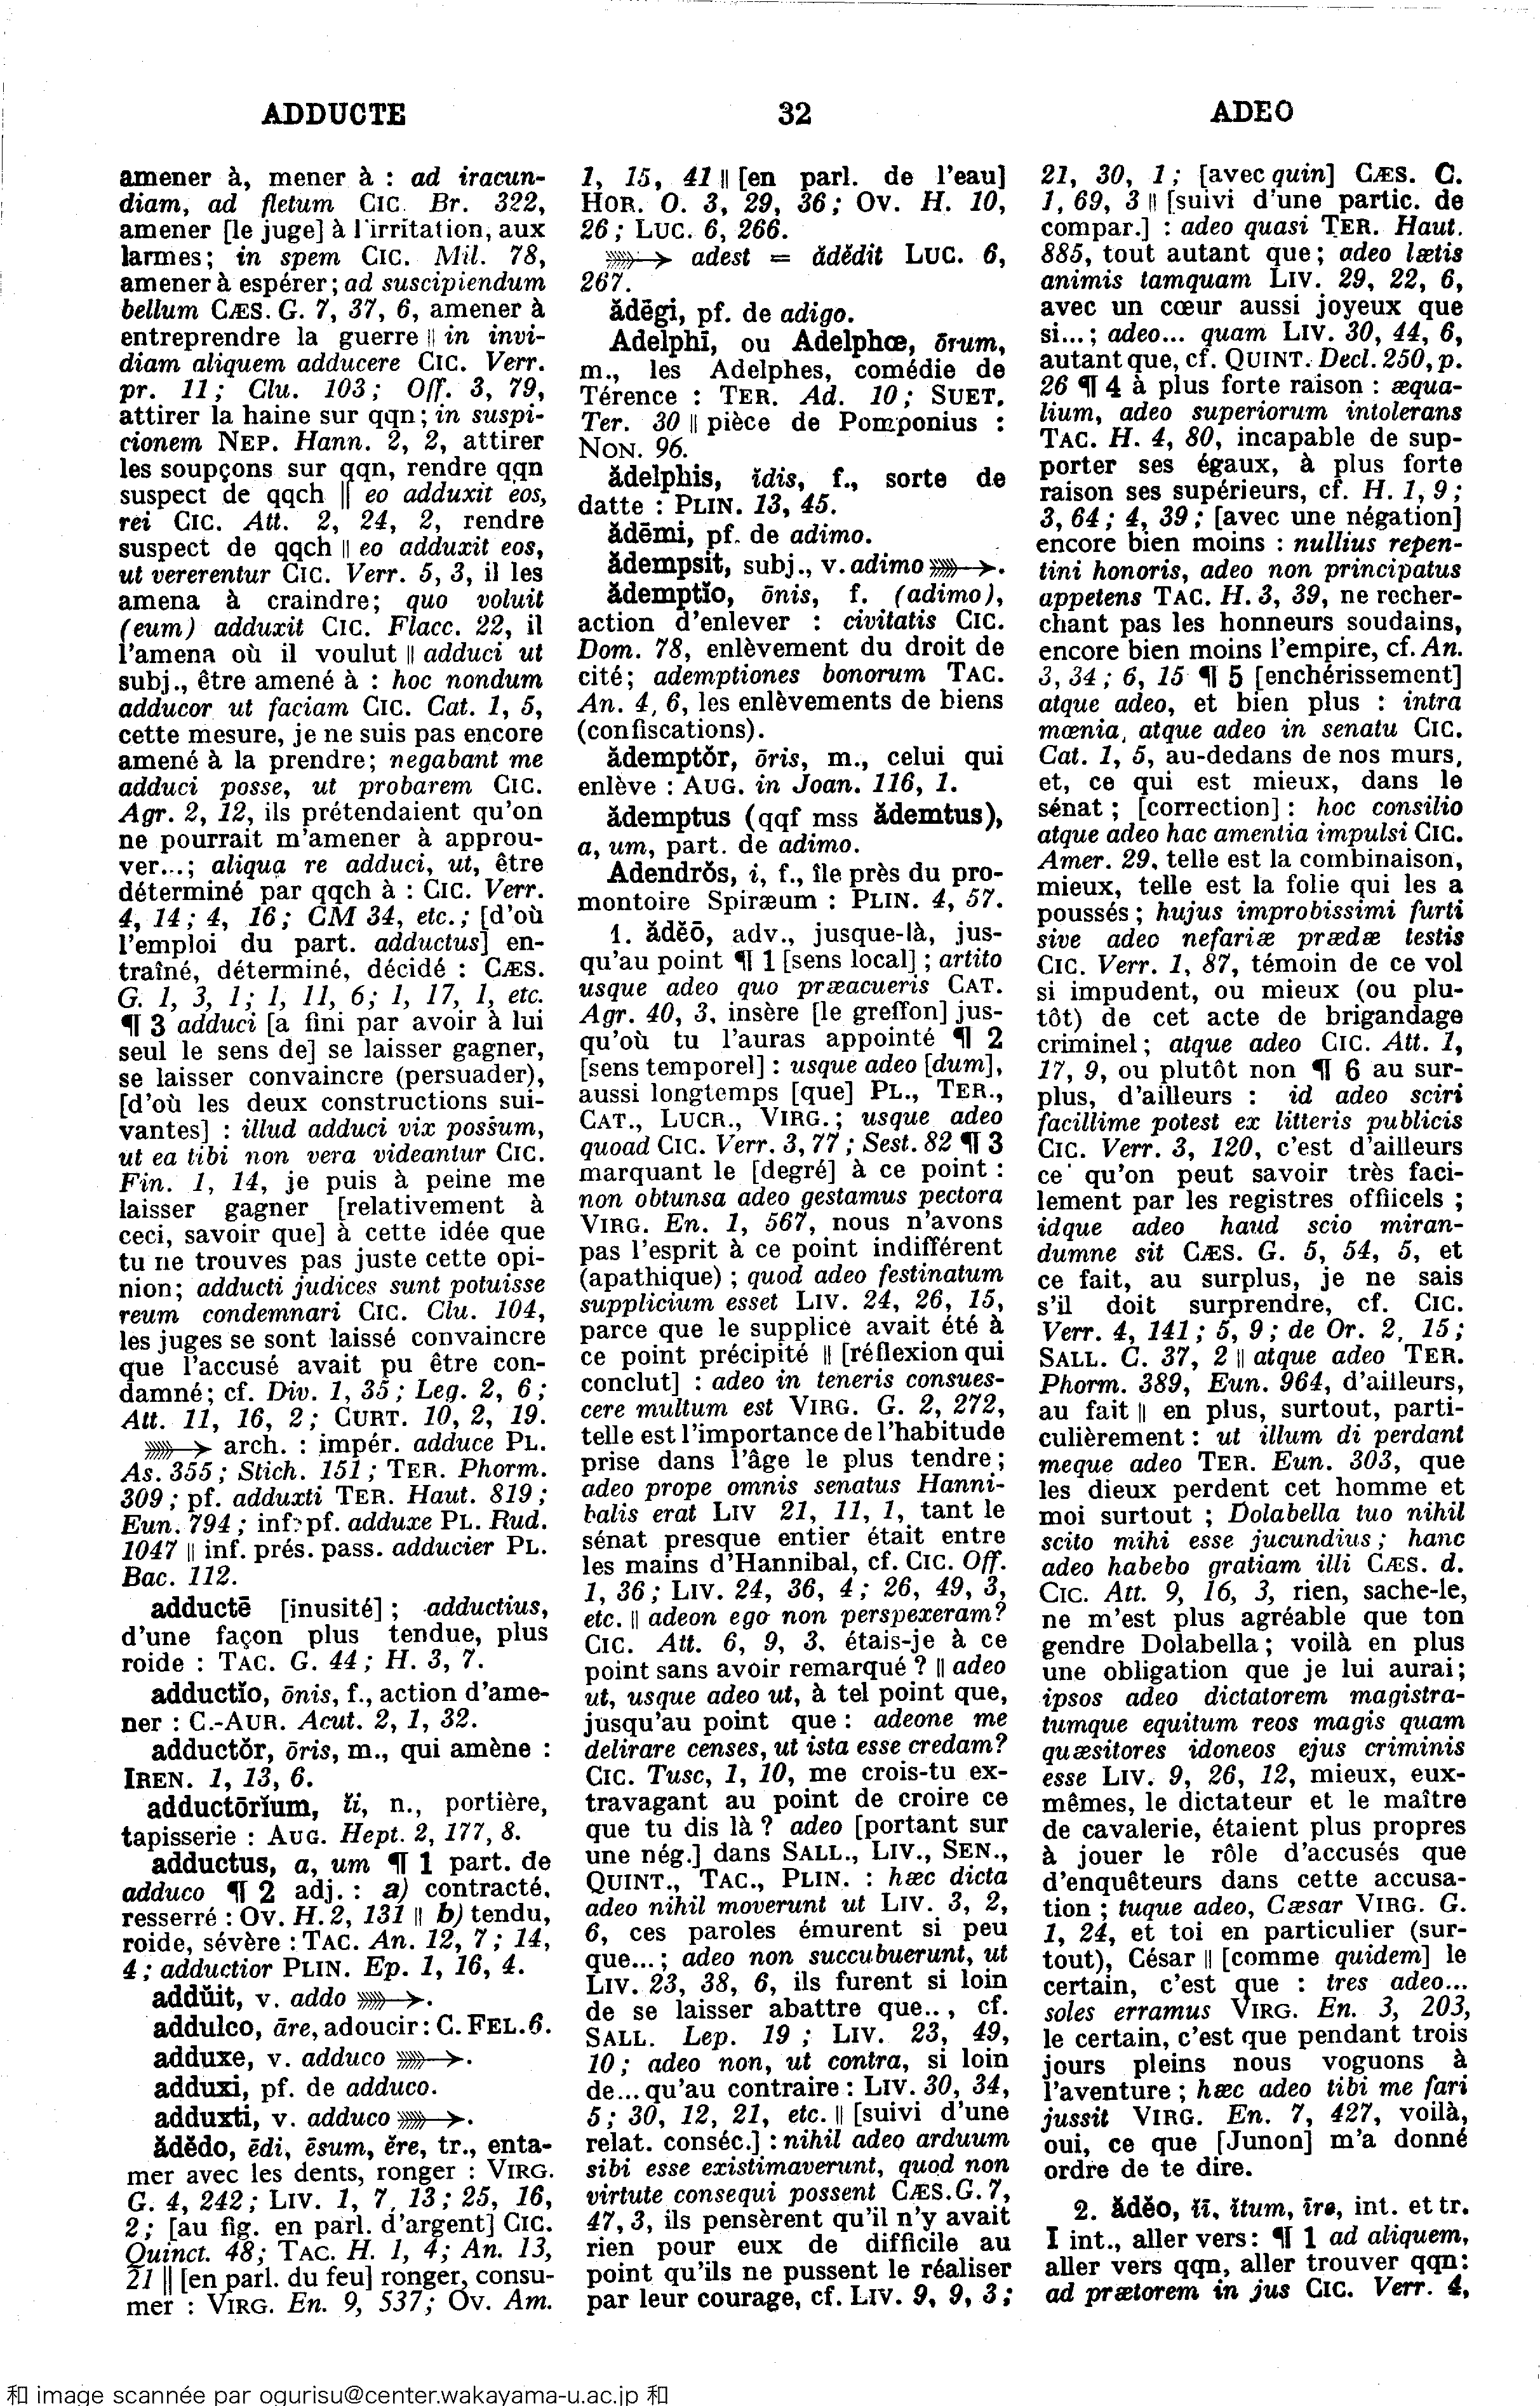 ADDUCTE
32
ADEO
amener à, mener à : ad iracun-
diam, ad fletum CIC. Br. 322,
amener [le juge] à l'irritation, aux
larmes; in spem CIC. Mil. 78,
amener à espérer; ad suscipiendum
bellum CÆS. G. 7, 37, 6, amener à
entreprendre la guerre || in invi-
diam aliquem adducere CIC. Verr.
pr. 11; Clu. 103; Off. 3, 79,
attirer la haine sur qqn; in suspi-
cionem NEP. Hann. 2, 2, attirer
les soupçons sur qqn, rendre qqn
suspect de qqch || eo adduxit eos,
rei CIC. Att. 2, 24, 2, rendre
suspect de qqch || eo adduxit eos,
ut vererentur CIC. Verr. 5, 3, il les
amena à craindre; quo voluit
(eum) adduxit CIC. Flacc. 22, il
l'amena où il voulut || adduci ut
subj., être amené à : hoc nondum
adducor ut faciam CIC. Cat. 1, 5,
cette mesure, je ne suis pas encore
amené à la prendre; negabant me
adduci posse, ut probarem CIC.
Agr. 2, 12, ils prétendaient qu'on
ne pourrait m'amener à approu-
ver...; aliqua re adduci, ut, être
déterminé par qqch à : CIC. Verr.
4, 14; 4, 16; CM 34, etc.; [d'où
l'emploi du part. adductus] en-
traîné, déterminé, décidé : CÆS.
G. 1, 3, 1; 1, 11, 6; 1, 17, 1, etc.
¶ 3 adduci [a fini par avoir à lui
seul le sens de] se laisser gagner,
se laisser convaincre (persuader),
[d'où les deux constructions sui-
vantes] : illud adduci vix possum,
ut ea tibi non vera videantur CIC.
Fin. 1, 14, je puis à peine me
laisser gagner [relativement à
ceci, savoir que] à cette idée que
tu ne trouves pas juste cette opi-
nion; adducti judices sunt potuisse
reum condemnari CIC. Clu. 104,
les juges se sont laissé convaincre
que l'accusé avait pu être con-
damné; cf. Div. 1, 35; Leg. 2, 6;
Att. 11, 16, 2; CURT. 10, 2, 19.
⟶ arch. : impér. adduce PL.
As. 355; Stich. 151; TER. Phorm.
309; pf. adduxti TER. Haut. 819;
Eun. 794; inf. pf. adduxe PL. Rud.
1047 || inf. prés. pass. adducier PL.
Bac. 112.
adductē [inusité]; adductius,
d'une façon plus tendue, plus
roide : TAC. G. 44; H. 3, 7.
adductĭo, ōnis, f., action d'ame-
ner : C.-AUR. Acut. 2, 1, 32.
adductŏr, ōris, m., qui amène :
IREN. 1, 13, 6.
adductōrĭum, ĭi, n., portière,
tapisserie : AUG. Hept. 2, 177, 8.
adductus, a, um ¶ 1 part. de
adduco ¶ 2 adj. : a) contracté,
resserré : OV. H. 2, 131 || b) tendu,
roide, sévère : TAC. An. 12, 7; 14,
4; adductior PLIN. Ep. 1, 16, 4.
addŭit, v. addo ⟶.
addulco, āre, adoucir : C. FEL. 6.
adduxe, v. adduco ⟶.
adduxi, pf. de adduco.
adduxti, v. adduco ⟶.
ădĕdo, ēdi, ēsum, ĕre, tr., enta-
mer avec les dents, ronger : VIRG.
G. 4, 242; LIV. 1, 7, 13; 25, 16,
2; [au fig. en parl. d'argent] CIC.
Quinct. 48; TAC. H. 1, 4; An. 13,
21 || [en parl. du feu] ronger, consu-
mer : VIRG. En. 9, 537; OV. Am.
1, 15, 41 || [en parl. de l'eau]
HOR. O. 3, 29, 36; OV. H. 10,
26; LUC. 6, 266.
⟶ adest = ădĕdit LUC. 6,
267.
ădēgi, pf. de adigo.
Adelphī, ou Adelphœ, ōrum,
m., les Adelphes, comédie de
Térence : TER. Ad. 10; SUET.
Ter. 30 || pièce de Pomponius :
NON. 96.
ădelphis, ĭdis, f., sorte de
datte : PLIN. 13, 45.
ădēmi, pf. de adimo.
ădempsit, subj., v. adimo ⟶.
ădemptĭo, ōnis, f. (adimo),
action d'enlever : civitatis CIC.
Dom. 78, enlèvement du droit de
cité; ademptiones bonorum TAC.
An. 4, 6, les enlèvements de biens
(confiscations).
ădemptŏr, ōris, m., celui qui
enlève : AUG. in Joan. 116, 1.
ădemptus (qqf mss ădemtus),
a, um, part. de adimo.
Adendrŏs, i, f., île près du pro-
montoire Spiræum : PLIN. 4, 57.
1. ădĕō, adv., jusque-là, jus-
qu'au point ¶ 1 [sens local]; artito
usque adeo quo præacueris CAT.
Agr. 40, 3, insère [le greffon] jus-
qu'où tu l'auras appointé ¶ 2
[sens temporel] : usque adeo [dum],
aussi longtemps [que] PL., TER.,
CAT., LUCR., VIRG.; usque adeo
quoad CIC. Verr. 3, 77; Sest. 82 ¶ 3
marquant le [degré] à ce point :
non obtunsa adeo gestamus pectora
VIRG. En. 1, 567, nous n'avons
pas l'esprit à ce point indifférent
(apathique); quod adeo festinatum
supplicium esset LIV. 24, 26, 15,
parce que le supplice avait été à
ce point précipité || [réflexion qui
conclut] : adeo in teneris consues-
cere multum est VIRG. G. 2, 272,
telle est l'importance de l'habitude
prise dans l'âge le plus tendre;
adeo prope omnis senatus Hanni-
balis erat LIV 21, 11, 1, tant le
sénat presque entier était entre
les mains d'Hannibal, cf. CIC. Off.
1, 36; LIV. 24, 36, 4; 26, 49, 3,
etc. || adeon ego non perspexeram?
CIC. Att. 6, 9, 3, étais-je à ce
point sans avoir remarqué ? || adeo
ut, usque adeo ut, à tel point que,
jusqu'au point que : adeone me
delirare censes, ut ista esse credam?
CIC. Tusc, 1, 10, me crois-tu ex-
travagant au point de croire ce
que tu dis là ? adeo [portant sur
une nég.] dans SALL., LIV., SEN.,
QUINT., TAC., PLIN. : hæc dicta
adeo nihil moverunt ut LIV. 3, 2,
6, ces paroles émurent si peu
que...; adeo non succubuerunt, ut
LIV. 23, 38, 6, ils furent si loin
de se laisser abattre que.., cf.
SALL. Lep. 19 ; LIV. 23, 49,
10; adeo non, ut contra, si loin
de... qu'au contraire : LIV. 30, 34,
5; 30, 12, 21, etc. || [suivi d'une
relat. conséc.] : nihil adeo arduum
sibi esse existimaverunt, quod non
virtute consequi possent CÆS. G. 7,
47, 3, ils pensèrent qu'il n'y avait
rien pour eux de difficile au
point qu'ils ne pussent le réaliser
par leur courage, cf. LIV. 9, 9, 3;
21, 30, 1; [avec quin] CÆS. C.
1, 69, 3 || [suivi d'une partic. de
compar.] : adeo quasi TER. Haut.
885, tout autant que; adeo lætis
animis tamquam LIV. 29, 22, 6,
avec un cœur aussi joyeux que
si...; adeo... quam LIV. 30, 44, 6,
autant que, cf. QUINT. Decl. 250, p.
26 ¶ 4 à plus forte raison : æqua-
lium, adeo superiorum intolerans
TAC. H. 4, 80, incapable de sup-
porter ses égaux, à plus forte
raison ses supérieurs, cf. H. 1, 9;
3, 64; 4, 39; [avec une négation]
encore bien moins : nullius repen-
tini honoris, adeo non principatus
appetens TAC. H. 3, 39, ne recher-
chant pas les honneurs soudains,
encore bien moins l'empire, cf. An.
3, 34; 6, 15 ¶ 5 [enchérissement]
atque adeo, et bien plus : intra
mœnia, atque adeo in senatu CIC.
Cat. 1, 5, au-dedans de nos murs,
et, ce qui est mieux, dans le
sénat; [correction] : hoc consilio
atque adeo hac amentia impulsi CIC.
Amer. 29, telle est la combinaison,
mieux, telle est la folie qui les a
poussés; hujus improbissimi furti
sive adeo nefariæ prædæ testis
CIC. Verr. 1, 87, témoin de ce vol
si impudent, ou mieux (ou plu-
tôt) de cet acte de brigandage
criminel; atque adeo CIC. Att. 1,
17, 9, ou plutôt non ¶ 6 au sur-
plus, d'ailleurs : id adeo sciri
facillime potest ex litteris publicis
CIC. Verr. 3, 120, c'est d'ailleurs
ce qu'on peut savoir très faci-
lement par les registres offiicels ;
idque adeo haud scio miran-
dumne sit CÆS. G. 5, 54, 5, et
ce fait, au surplus, je ne sais
s'il doit surprendre, cf. CIC.
Verr. 4, 141; 5, 9; de Or. 2, 15;
SALL. C. 37, 2 || atque adeo TER.
Phorm. 389, Eun. 964, d'ailleurs,
au fait || en plus, surtout, parti-
culièrement : ut illum di perdant
meque adeo TER. Eun. 303, que
les dieux perdent cet homme et
moi surtout ; Dolabella tuo nihil
scito mihi esse jucundius; hanc
adeo habebo gratiam illi CÆS. d.
CIC. Att. 9, 16, 3, rien, sache-le,
ne m'est plus agréable que ton
gendre Dolabella; voilà en plus
une obligation que je lui aurai;
ipsos adeo dictatorem magistra-
tumque equitum reos magis quam
quæsitores idoneos ejus criminis
esse LIV. 9, 26, 12, mieux, eux-
mêmes, le dictateur et le maître
de cavalerie, étaient plus propres
à jouer le rôle d'accusés que
d'enquêteurs dans cette accusa-
tion ; tuque adeo, Cæsar VIRG. G.
1, 24, et toi en particulier (sur-
tout), César || [comme quidem] le
certain, c'est que : tres adeo...
soles erramus VIRG. En. 3, 203,
le certain, c'est que pendant trois
jours pleins nous voguons à
l'aventure; hæc adeo tibi me fari
jussit VIRG. En. 7, 427, voilà,
oui, ce que [Junon] m'a donné
ordre de te dire.
2. ădĕo, ĭī, ĭtum, īre, int. et tr.
I int., aller vers : ¶ 1 ad aliquem,
aller vers qqn, aller trouver qqn:
ad prætorem in jus CIC. Verr. 4,
和 image scannée par ogurisu@center.wakayama-u.ac.jp 和